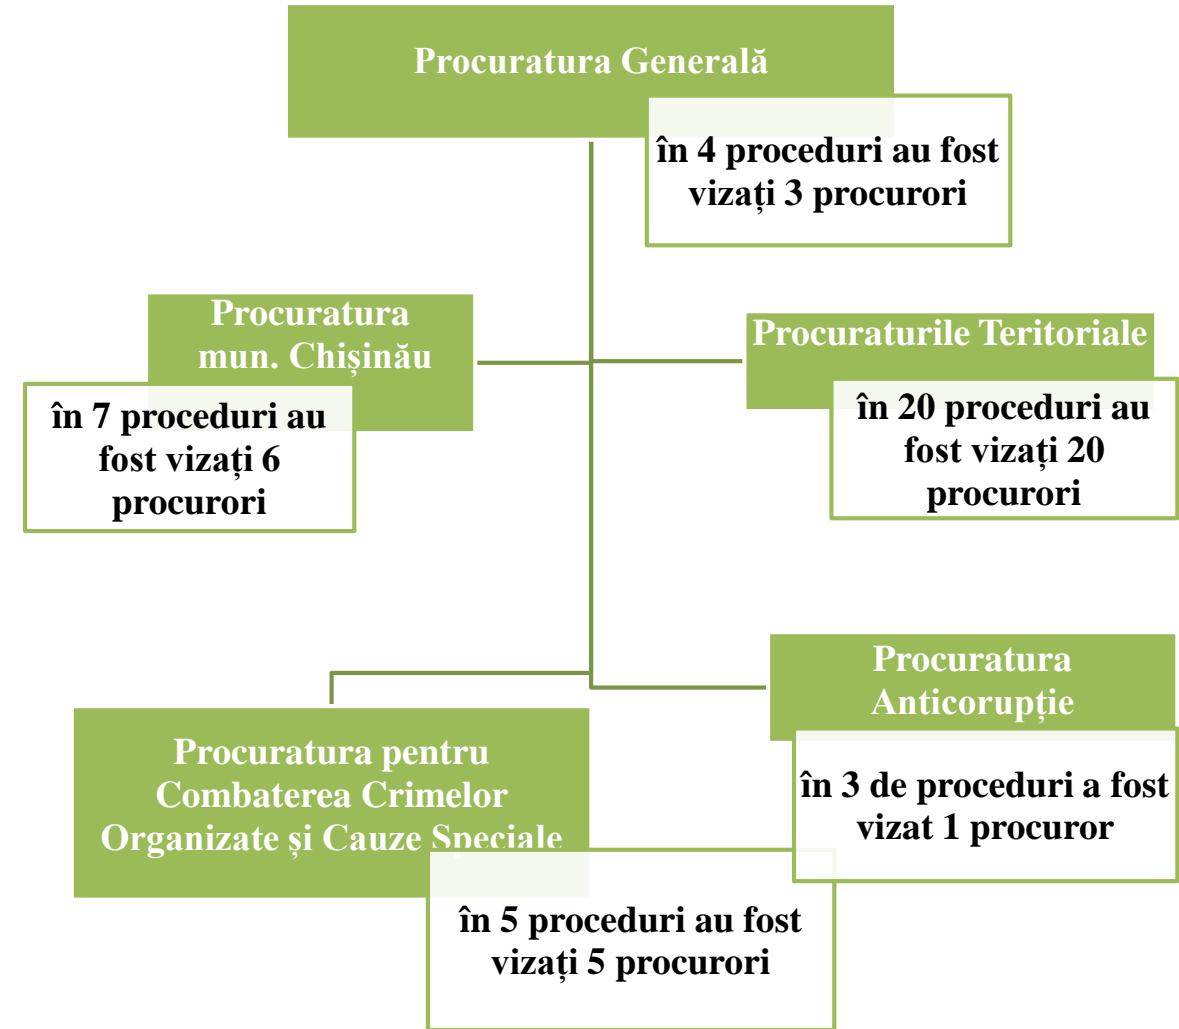 Procuratura Generală
în 4 proceduri au fost
vizați 3 procurori
Procuratura
mun. Chișinău
în 7 proceduri au
fost vizați 6
procurori
Procuraturile Teritoriale
în 20 proceduri au
fost vizați 20
procurori
Procuratura pentru
Combaterea Crimelor
Organizate și Cauze Speciale
în 5 proceduri au fost
vizați 5 procurori
Procuratura
Anticorupție
în 3 de proceduri a fost
vizat 1 procuror